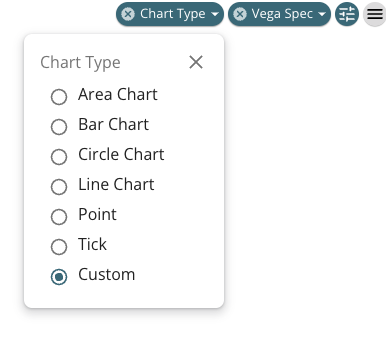 Chart Type Vega Spec
Chart Type
Area Chart
Bar Chart
Circle Chart
Line Chart
Point
Tick
Custom